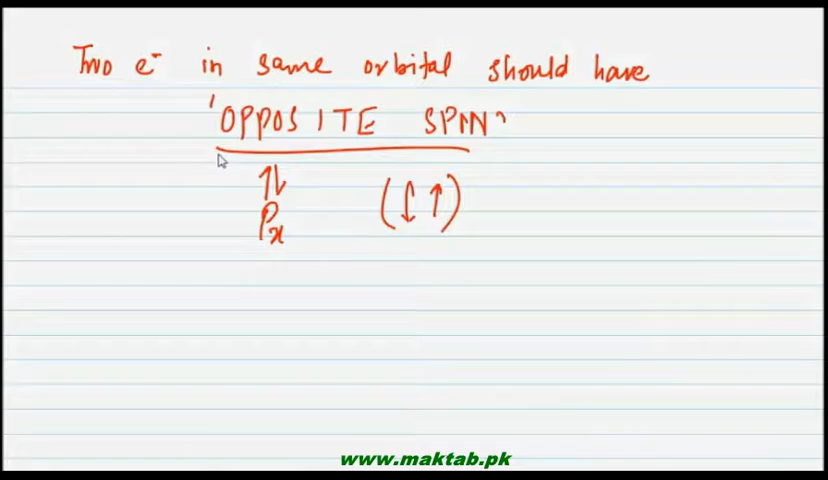 Two e⁻ in same orbital should have
'OPPOSITE SPIN'
↑↓ (↓↑)
Px
www.maktab.pk